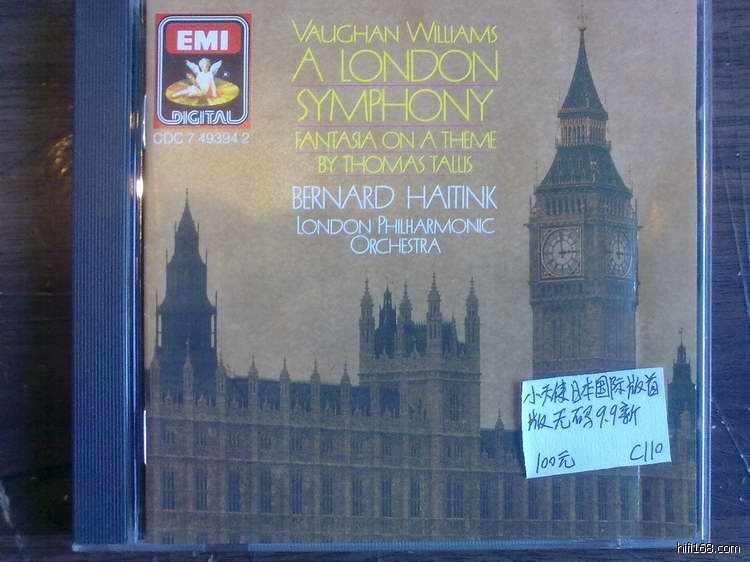 EMI
DIGITAL
CDC 7 49394 2
VAUGHAN WILLIAMS
A LONDON
SYMPHONY
FANTASIA ON A THEME
BY THOMAS TALLIS
BERNARD HAITINK
LONDON PHILHARMONIC
ORCHESTRA
小天使日本国际版首
版无码9.9新
100元 C110
hifi168.com